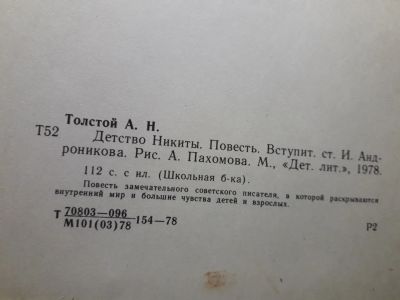 Толстой А. Н.
Т52 Детство Никиты. Повесть. Вступит. ст. И. Анд-
роникова. Рис. А. Пахомова. М., «Дет. лит.», 1978.
112 с. с ил. (Школьная б-ка).
Повесть замечательного советского писателя, в которой раскрываются
внутренний мир и большие чувства детей и взрослых.
Т 70803—096 154—78
М101(03)78
Р2